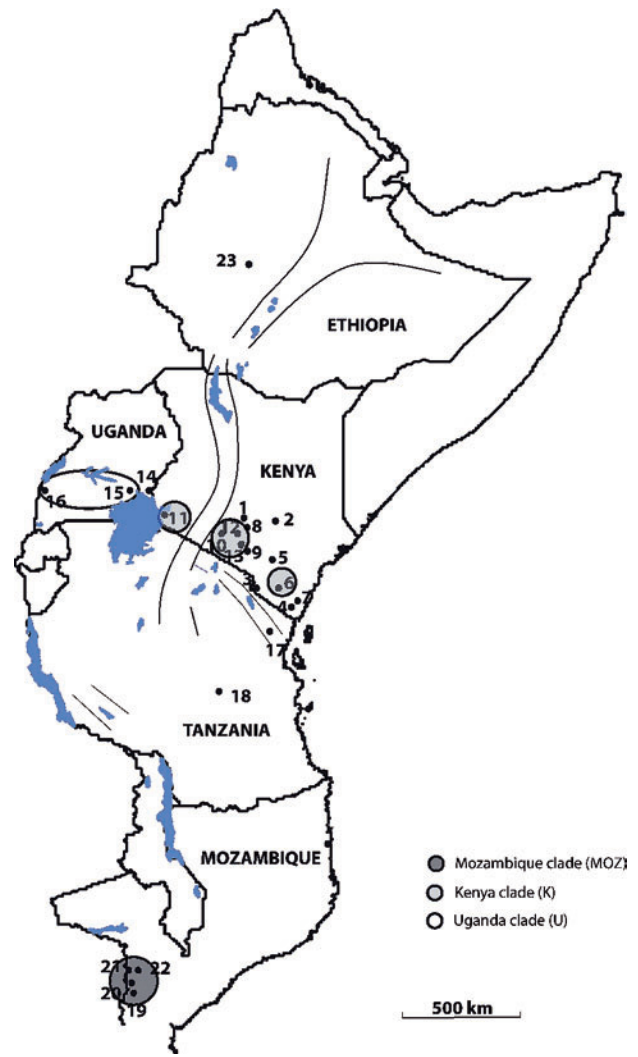 23
ETHIOPIA
UGANDA
KENYA
16
15
14
11
1
8
2
12
10
13
9
5
3
6
4
7
17
18
TANZANIA
MOZAMBIQUE
Mozambique clade (MOZ)
Kenya clade (K)
Uganda clade (U)
21
22
20
19
500 km